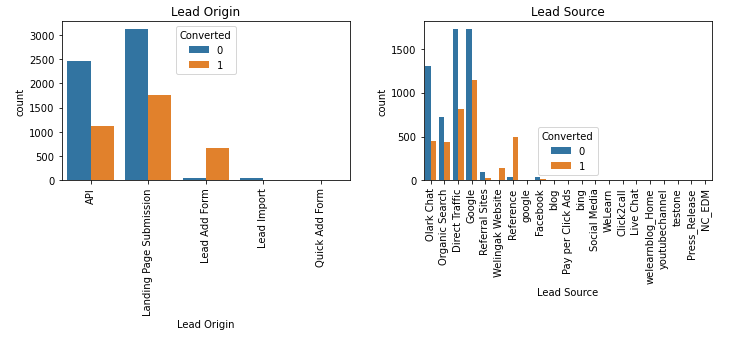 Lead Origin
Converted
0
1
count
3000
2500
2000
1500
1000
500
0
API
Landing Page Submission
Lead Add Form
Lead Import
Quick Add Form
Lead Origin
Lead Source
Converted
0
1
count
1500
1000
500
0
Olark Chat
Organic Search
Direct Traffic
Google
Referral Sites
Welingak Website
Reference
google
Facebook
blog
Pay per Click Ads
bing
Social Media
WeLearn
Click2call
Live Chat
welearnblog_Home
youtubechannel
testone
Press_Release
NC_EDM
Lead Source